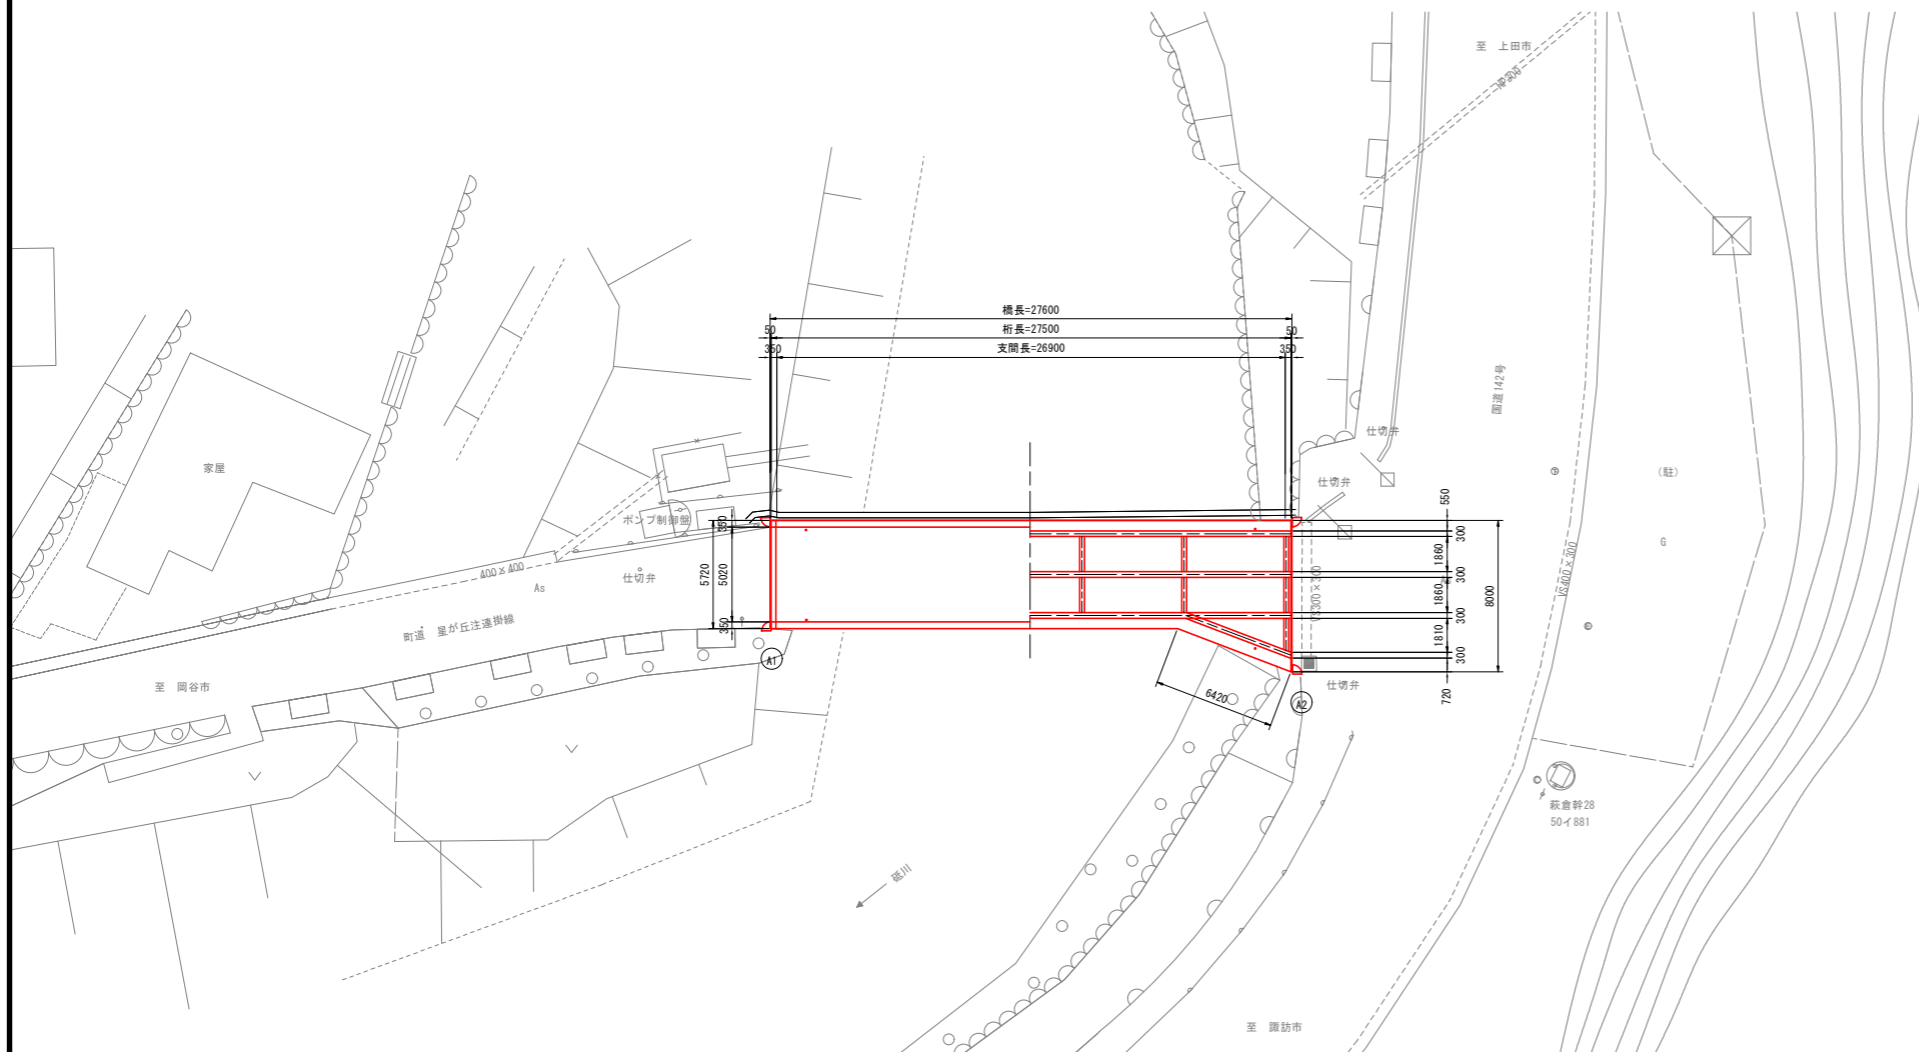 至 上田市
HP300
橋長=27600
50
桁長=27500
50
350
支間長=26900
350
国道142号
仕切弁
仕切弁
(駐)
家屋
ポンプ制御盤
400×400
As
仕切弁
町道 星が丘注連掛線
至 岡谷市
350
5720
5020
350
A1
550
300
1860
300
1860
300
1810
300
720
8000
VS400×300
G
仕切弁
A2
6420
萩倉幹28
50イ881
砥川
至 諏訪市